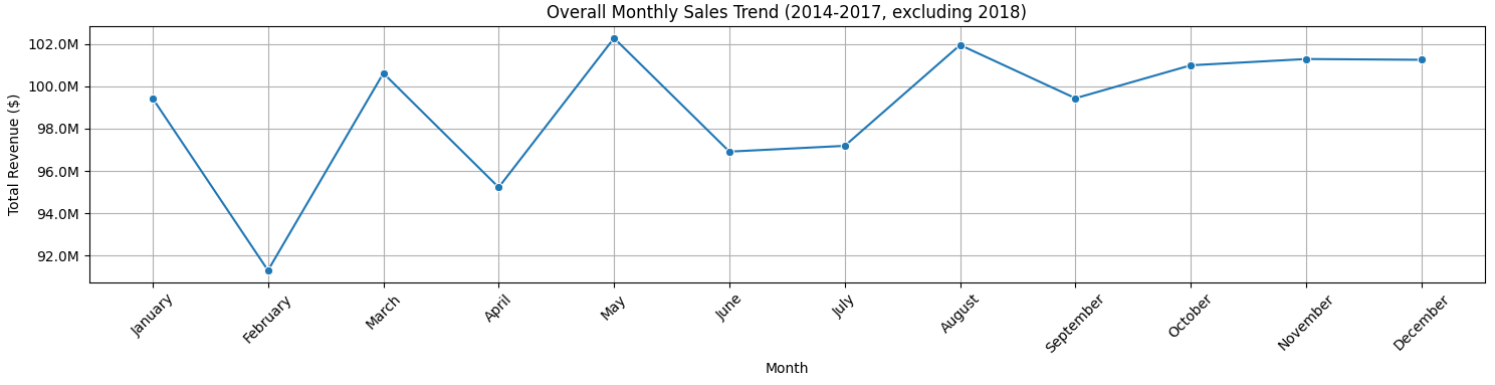 Overall Monthly Sales Trend (2014-2017, excluding 2018)
Total Revenue ($)
102.0M
100.0M
98.0M
96.0M
94.0M
92.0M
January
February
March
April
May
June
July
August
September
October
November
December
Month